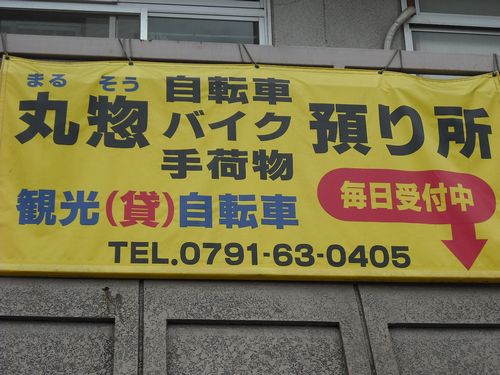 まる そう
丸惣 自転車 バイク 手荷物 預り所
観光(貸)自転車
毎日受付中
TEL.0791-63-0405